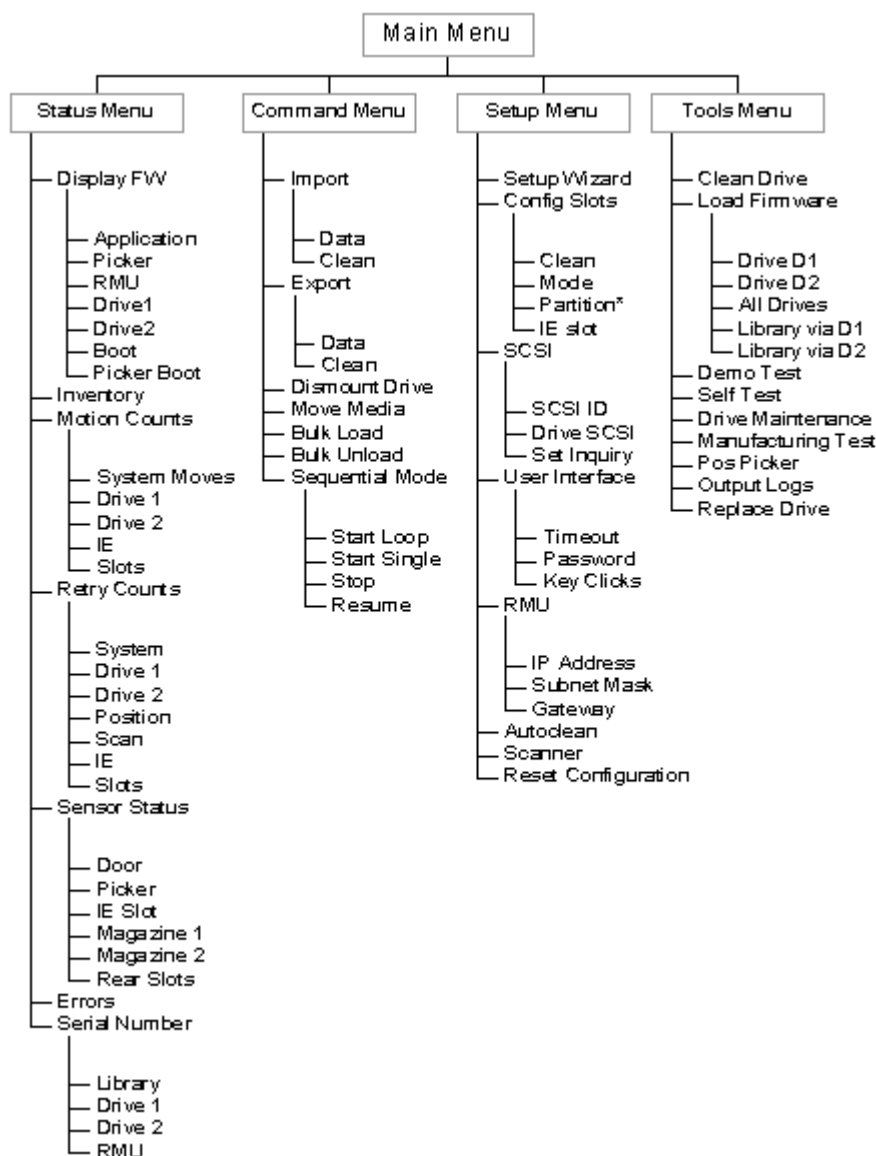 Main Menu
Status Menu
Display FW
Application
Picker
RMU
Drive1
Drive2
Boot
Picker Boot
Inventory
Motion Counts
System Moves
Drive 1
Drive 2
IE
Slots
Retry Counts
System
Drive 1
Drive 2
Position
Scan
IE
Slots
Sensor Status
Door
Picker
IE Slot
Magazine 1
Magazine 2
Rear Slots
Errors
Serial Number
Library
Drive 1
Drive 2
RMU
Command Menu
Import
Data
Clean
Export
Data
Clean
Dismount Drive
Move Media
Bulk Load
Bulk Unload
Sequential Mode
Start Loop
Start Single
Stop
Resume
Setup Menu
Setup Wizard
Config Slots
Clean
Mode
Partition*
IE slot
SCSI
SCSI ID
Drive SCSI
Set Inquiry
User Interface
Timeout
Password
Key Clicks
RMU
IP Address
Subnet Mask
Gateway
Autoclean
Scanner
Reset Configuration
Tools Menu
Clean Drive
Load Firmware
Drive D1
Drive D2
All Drives
Library via D1
Library via D2
Demo Test
Self Test
Drive Maintenance
Manufacturing Test
Pos Picker
Output Logs
Replace Drive